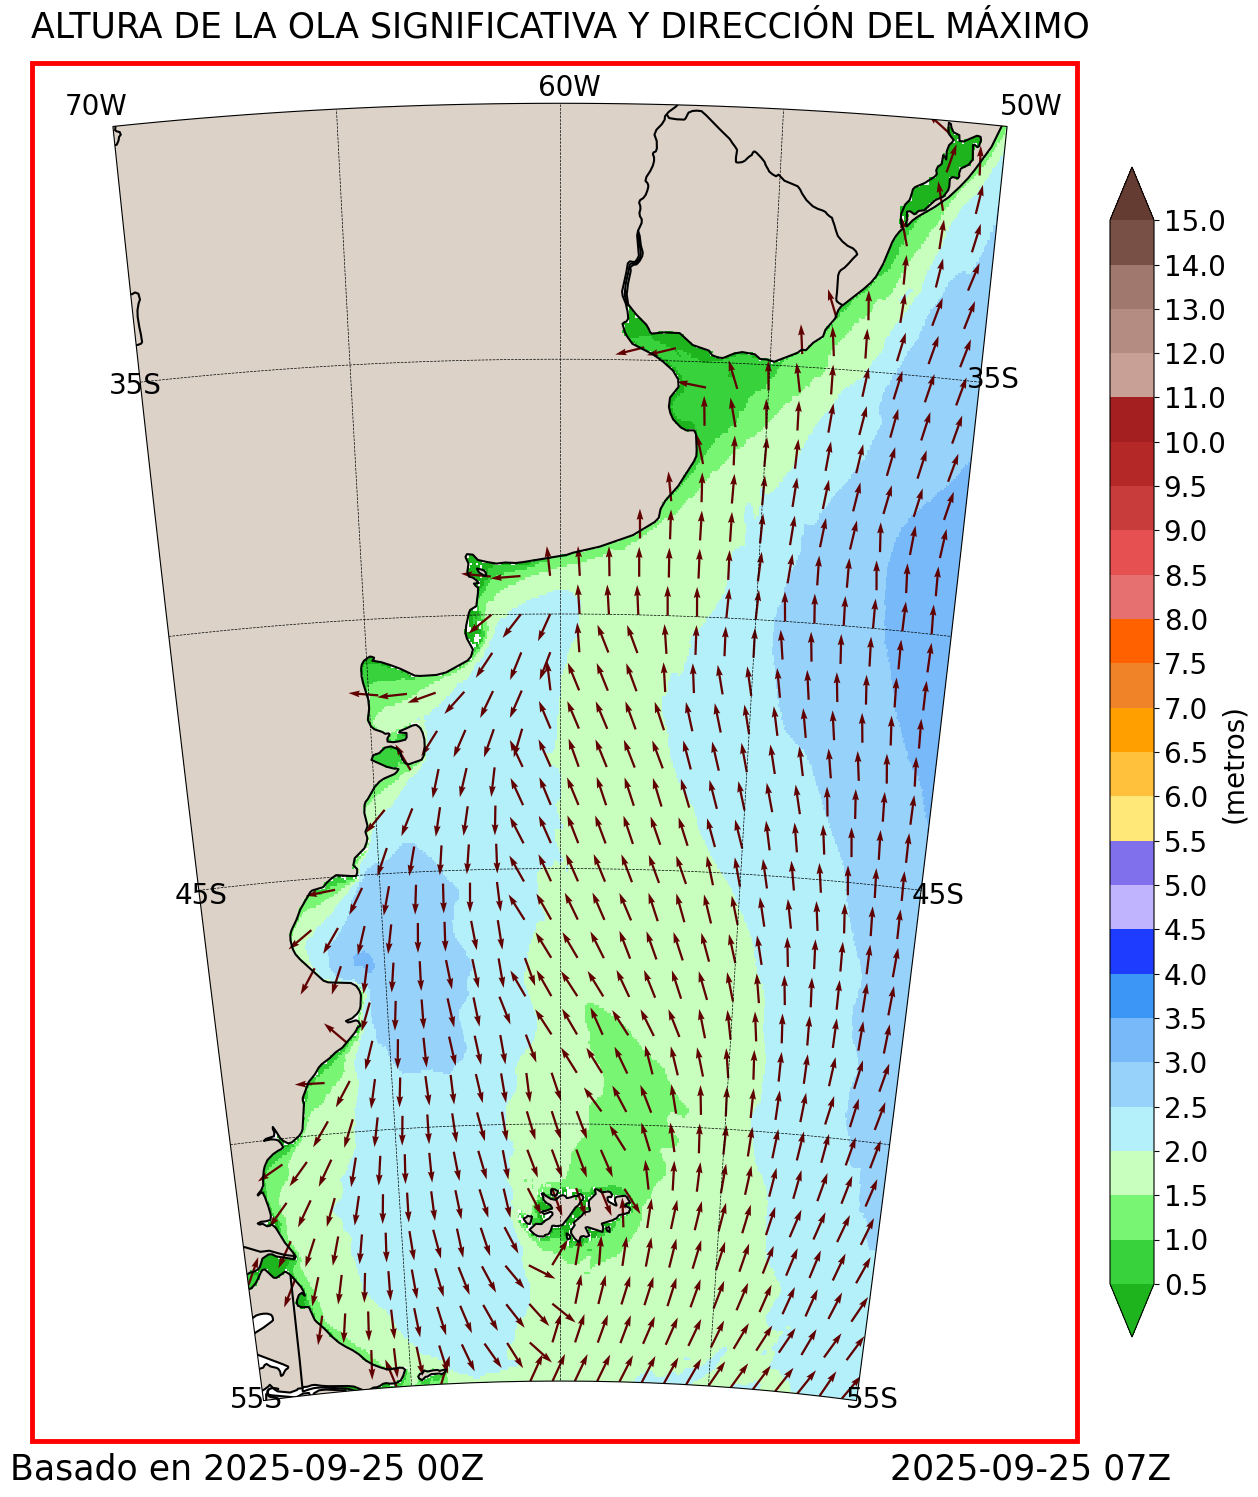 ALTURA DE LA OLA SIGNIFICATIVA Y DIRECCIÓN DEL MÁXIMO
70W
60W
50W
35S
35S
45S
45S
55S
55S
15.0
14.0
13.0
12.0
11.0
10.0
9.5
9.0
8.5
8.0
7.5
7.0
6.5
6.0
5.5
5.0
4.5
4.0
3.5
3.0
2.5
2.0
1.5
1.0
0.5
(metros)
Basado en 2025-09-25 00Z
2025-09-25 07Z